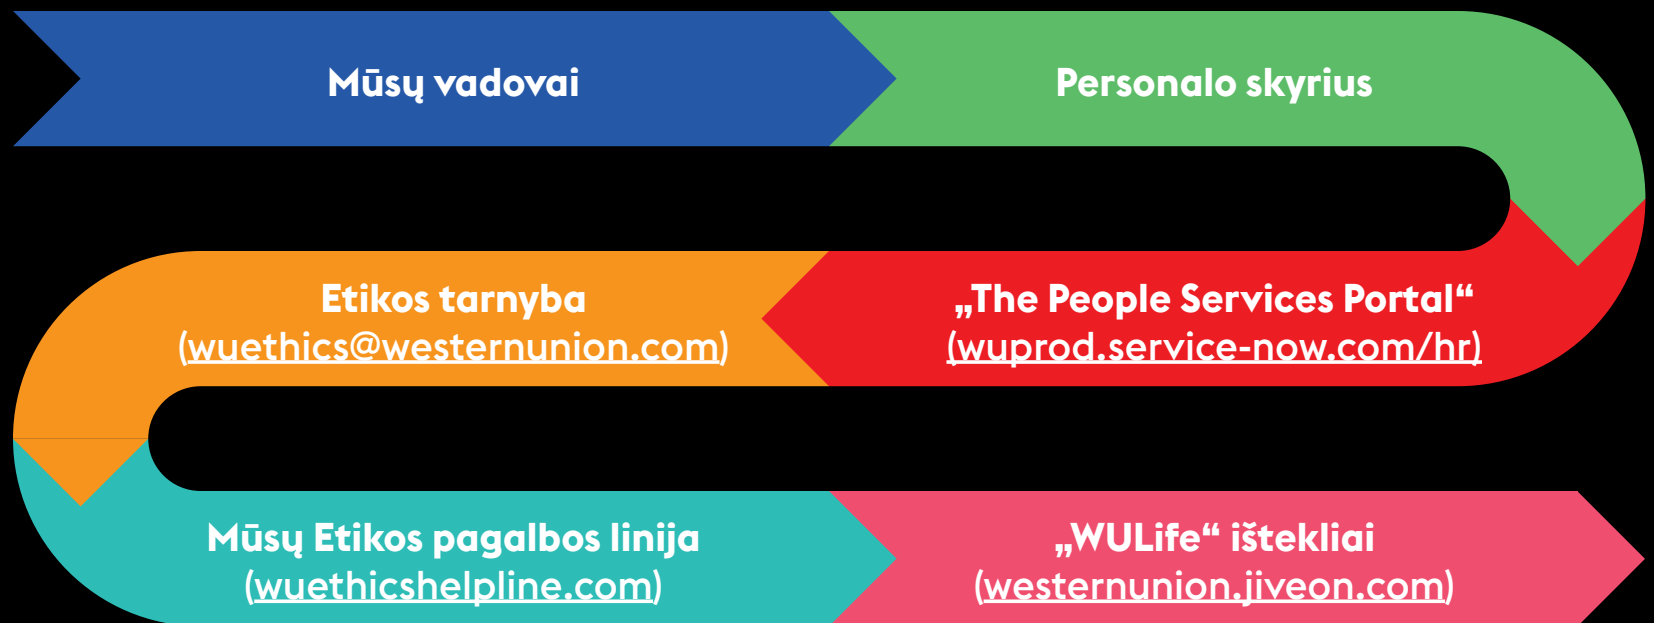 Mūsų vadovai
Personalo skyrius
„The People Services Portal“
(wuprod.service-now.com/hr)
Etikos tarnyba
(wuethics@westernunion.com)
Mūsų Etikos pagalbos linija
(wuethicshelpline.com)
„WULife“ ištekliai
(westernunion.jiveon.com)